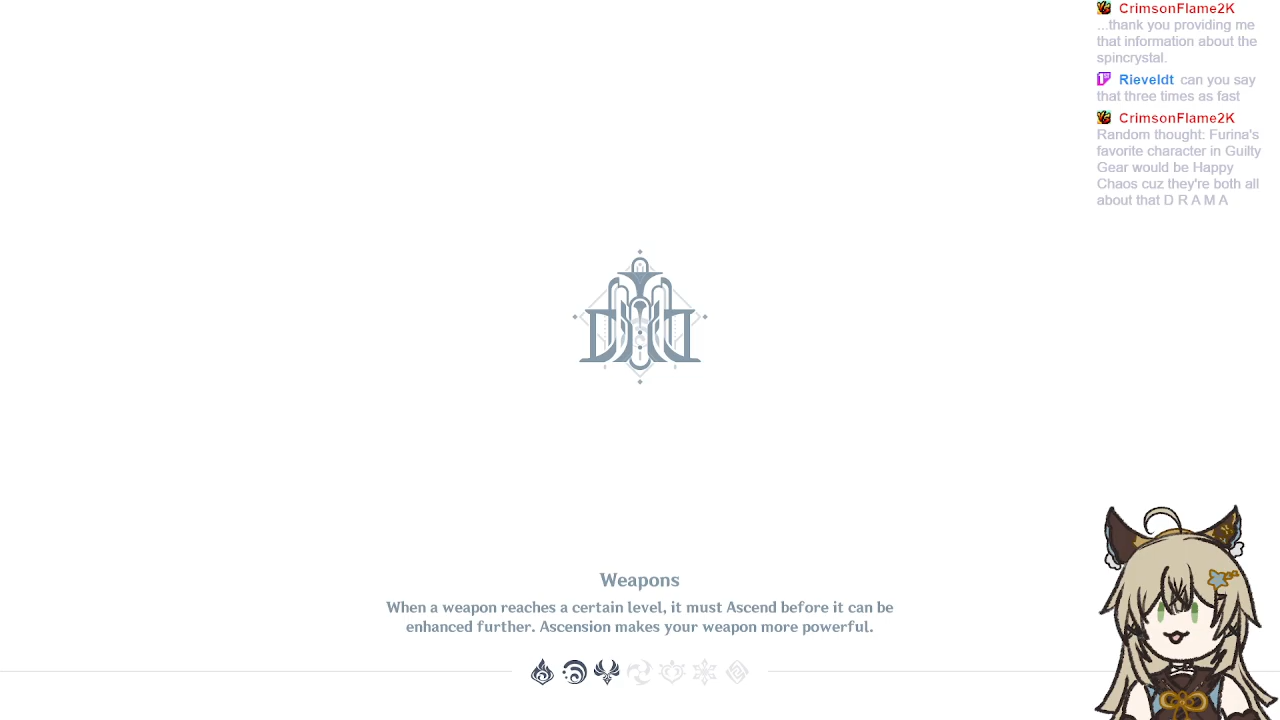 CrimsonFlame2K
...thank you providing me
that information about the
spincrystal.
Rieveldt can you say
that three times as fast
CrimsonFlame2K
Random thought: Furina's
favorite character in Guilty
Gear would be Happy
Chaos cuz they're both all
about that D R A M A
Weapons
When a weapon reaches a certain level, it must Ascend before it can be
enhanced further. Ascension makes your weapon more powerful.